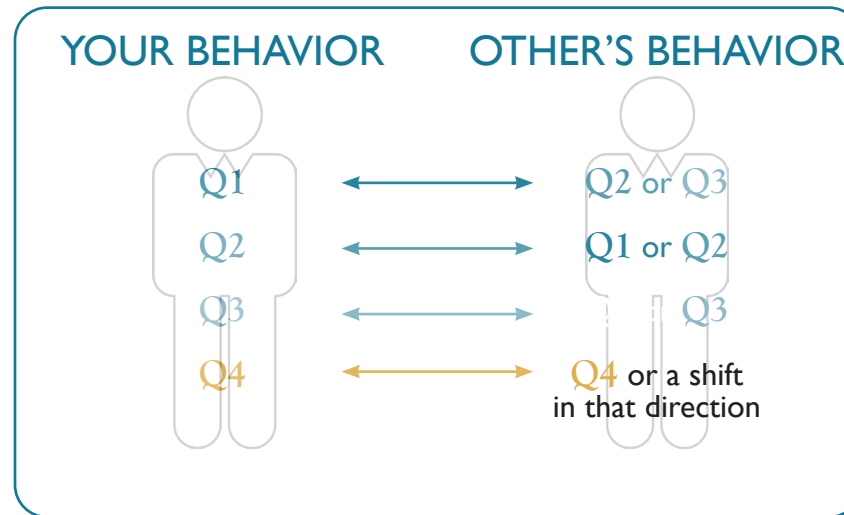 YOUR BEHAVIOR OTHER'S BEHAVIOR
Q1 Q2 or Q3
Q2 Q1 or Q2
Q3 Q3
Q4 Q4 or a shift
in that direction